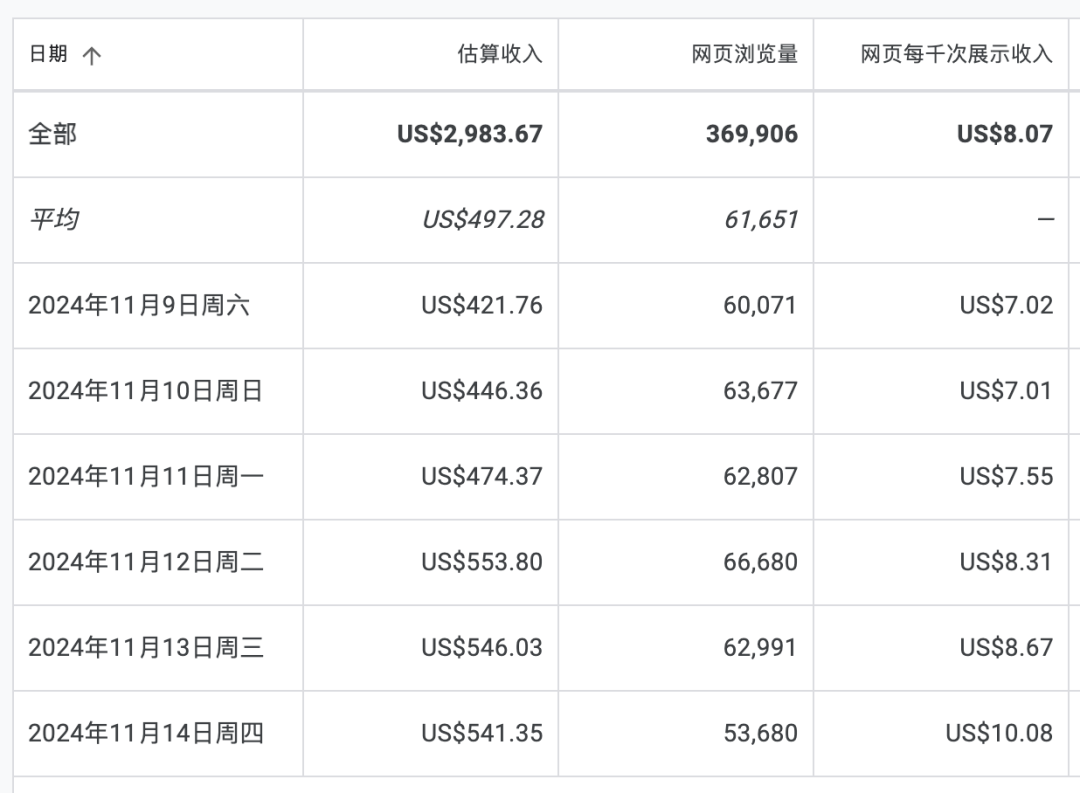 日期 ↑ 估算收入 网页浏览量 网页每千次展示收入
全部 US$2,983.67 369,906 US$8.07
平均 US$497.28 61,651 —
2024年11月9日周六 US$421.76 60,071 US$7.02
2024年11月10日周日 US$446.36 63,677 US$7.01
2024年11月11日周一 US$474.37 62,807 US$7.55
2024年11月12日周二 US$553.80 66,680 US$8.31
2024年11月13日周三 US$546.03 62,991 US$8.67
2024年11月14日周四 US$541.35 53,680 US$10.08